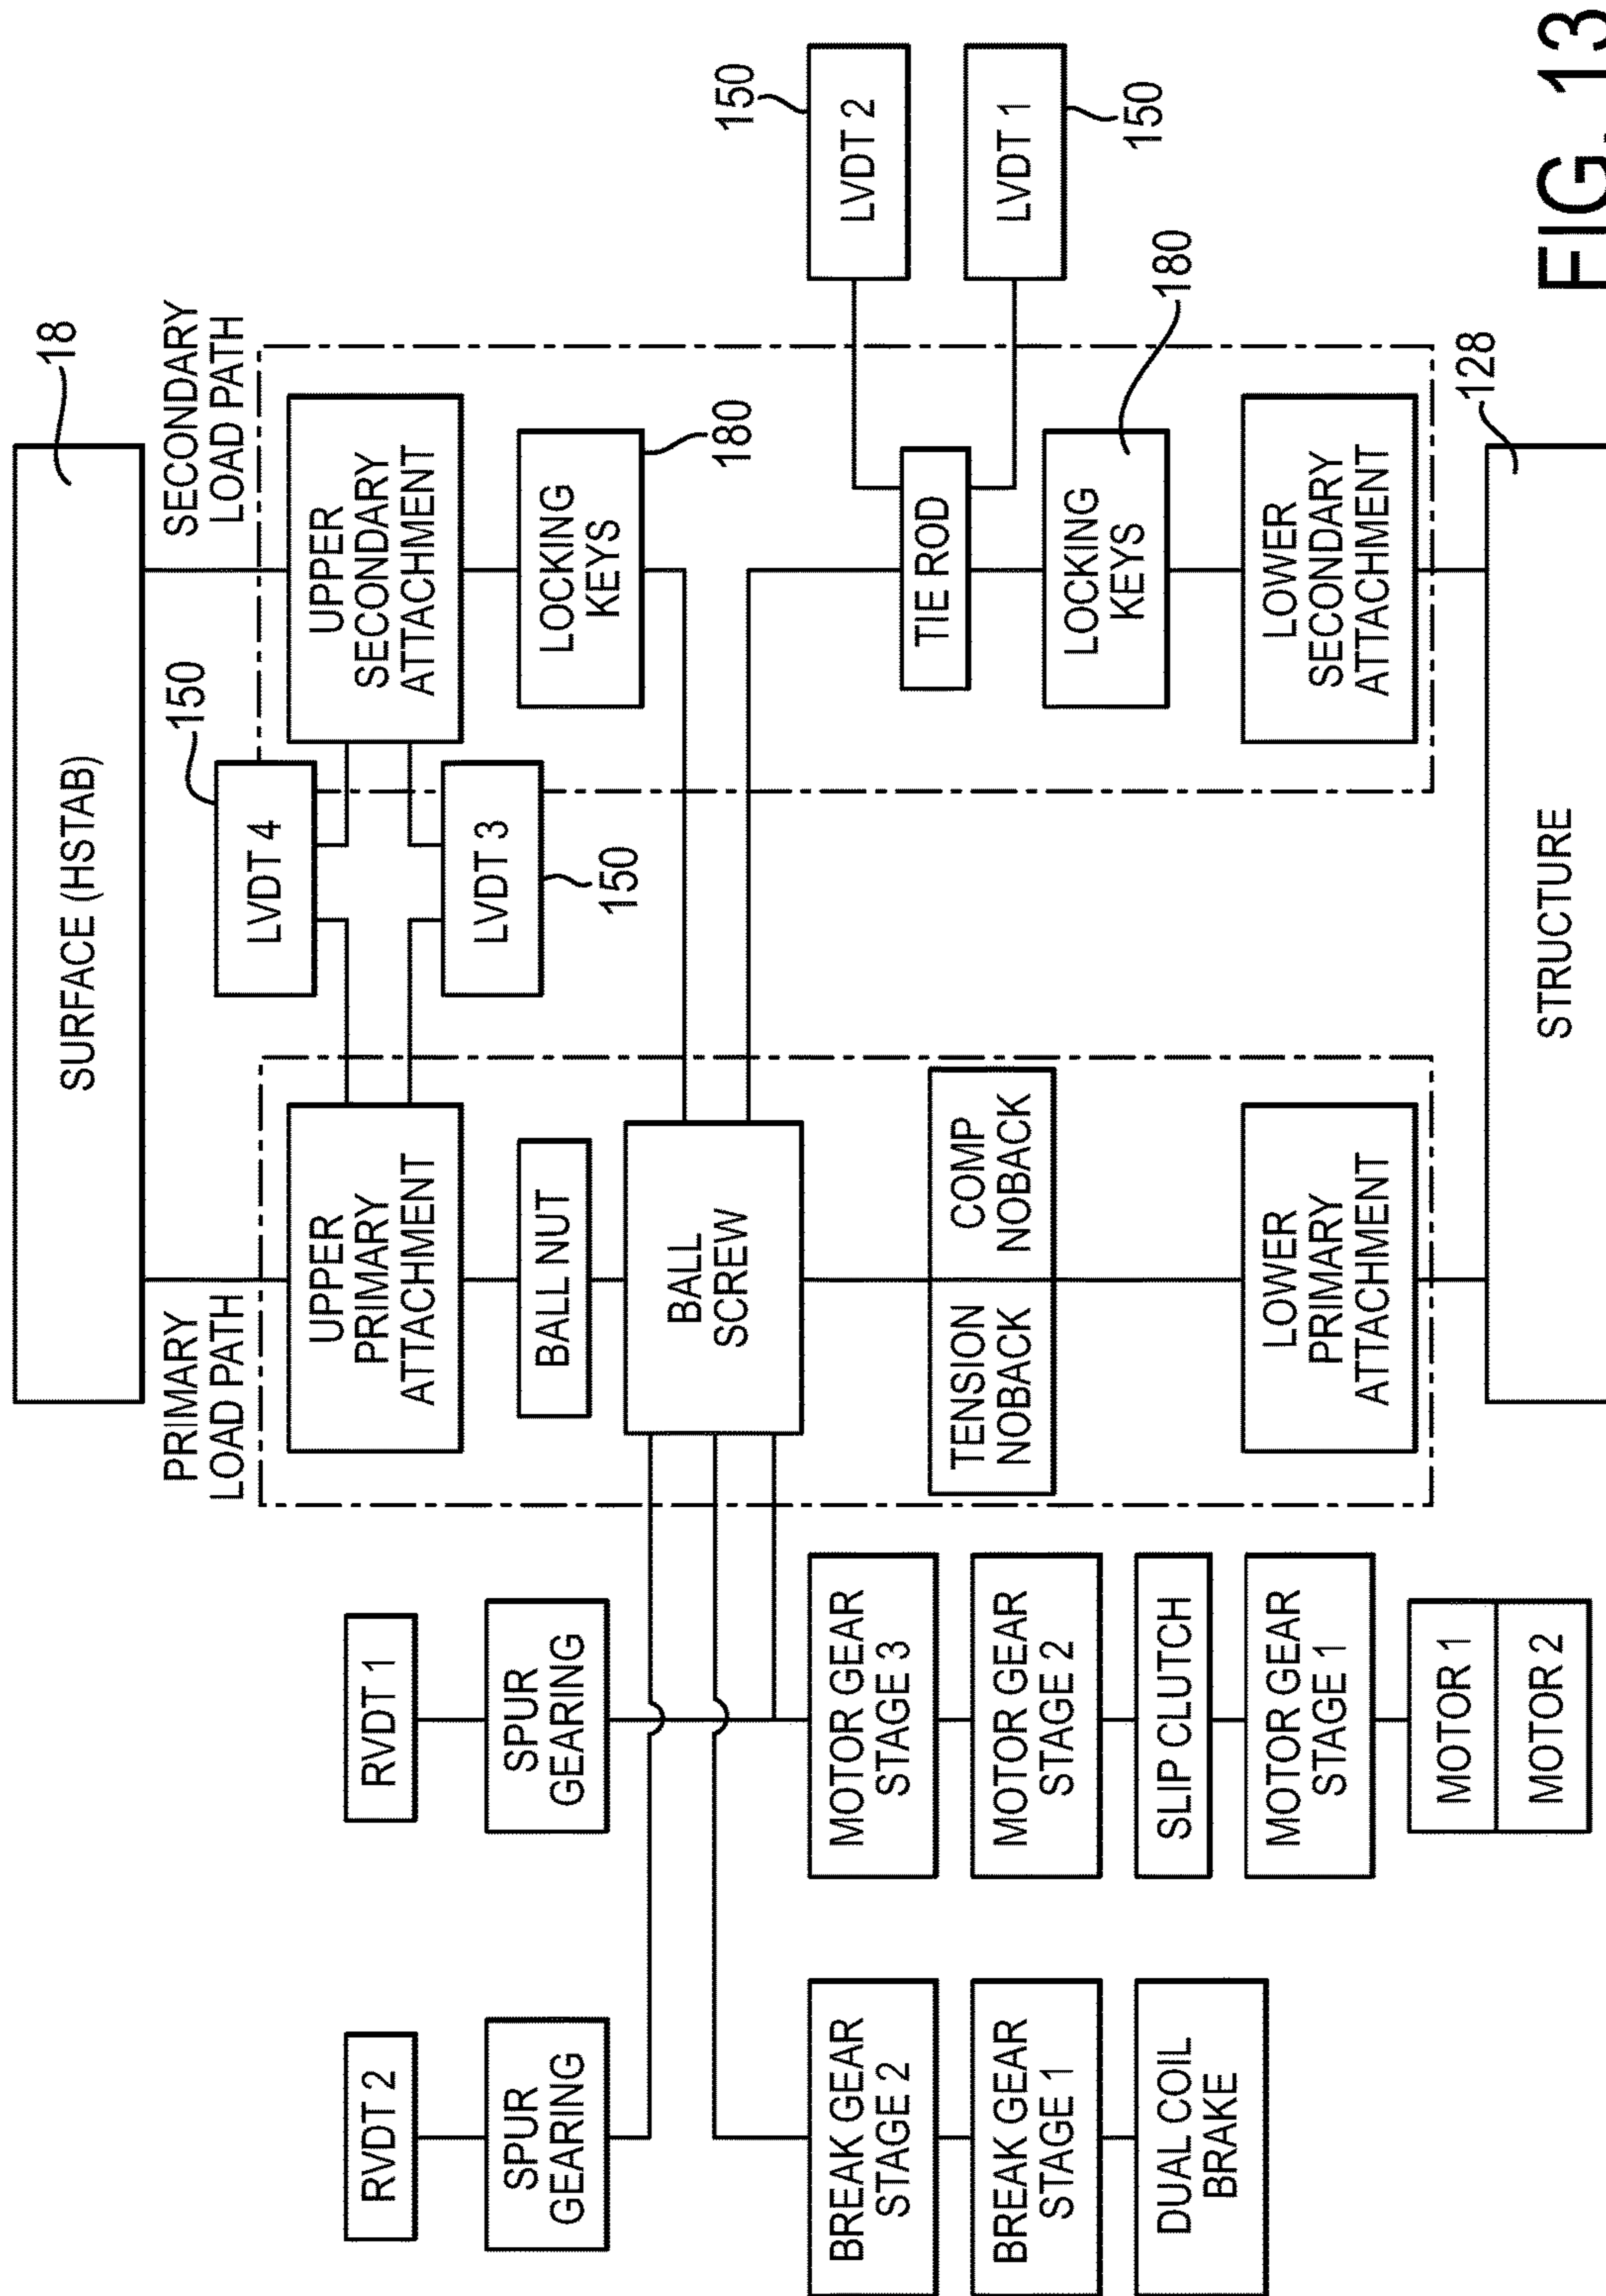 SURFACE (HSTAB)
18
PRIMARY
LOAD PATH
SECONDARY
LOAD PATH
RVDT 2
SPUR
GEARING
RVDT 1
SPUR
GEARING
UPPER
PRIMARY
ATTACHMENT
LVDT 4
150
LVDT 3
150
UPPER
SECONDARY
ATTACHMENT
BALL NUT
LOCKING
KEYS
180
BALL
SCREW
BREAK GEAR
STAGE 2
BREAK GEAR
STAGE 1
DUAL COIL
BRAKE
MOTOR GEAR
STAGE 3
MOTOR GEAR
STAGE 2
SLIP CLUTCH
MOTOR GEAR
STAGE 1
MOTOR 1
MOTOR 2
TENSION
NOBACK
COMP
NOBACK
TIE ROD
LVDT 2
150
LVDT 1
150
LOCKING
KEYS
180
LOWER
PRIMARY
ATTACHMENT
LOWER
SECONDARY
ATTACHMENT
STRUCTURE
128
FIG. 13